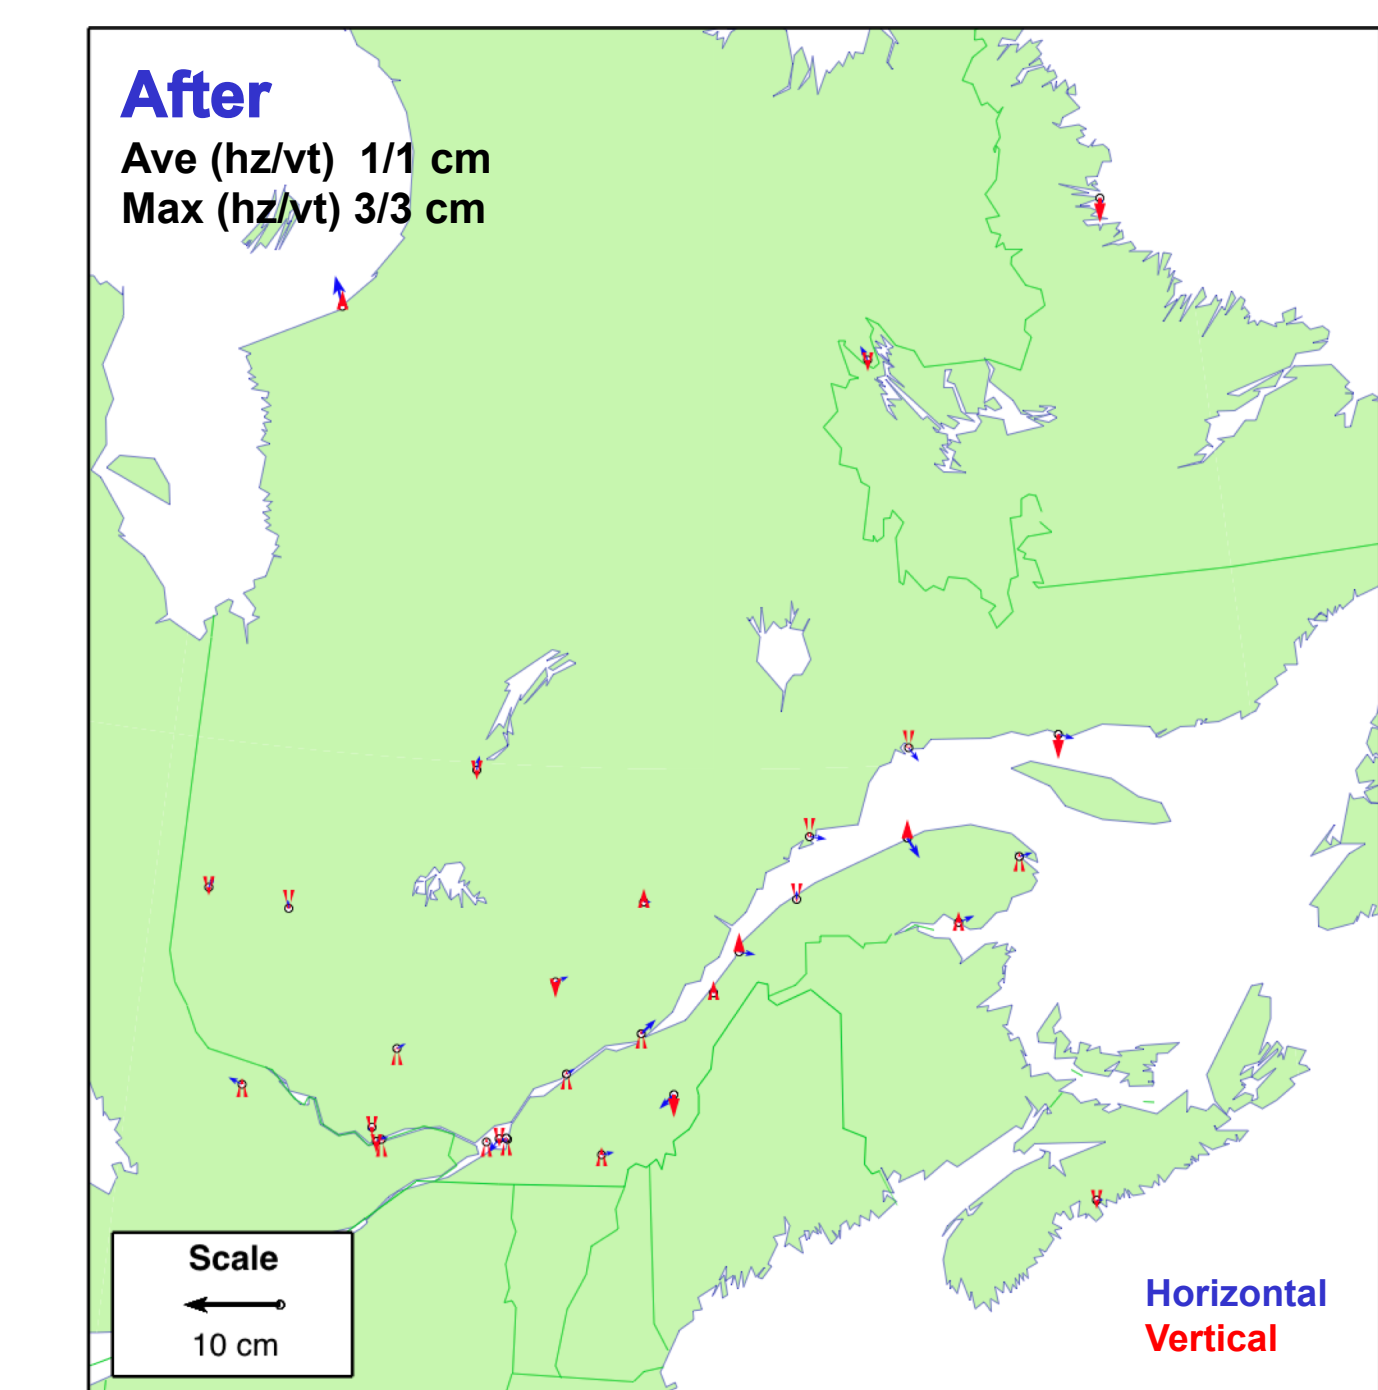 After
Ave (hz/vt)  1/1 cm
Max (hz/vt) 3/3 cm
Scale
10 cm
Horizontal
Vertical